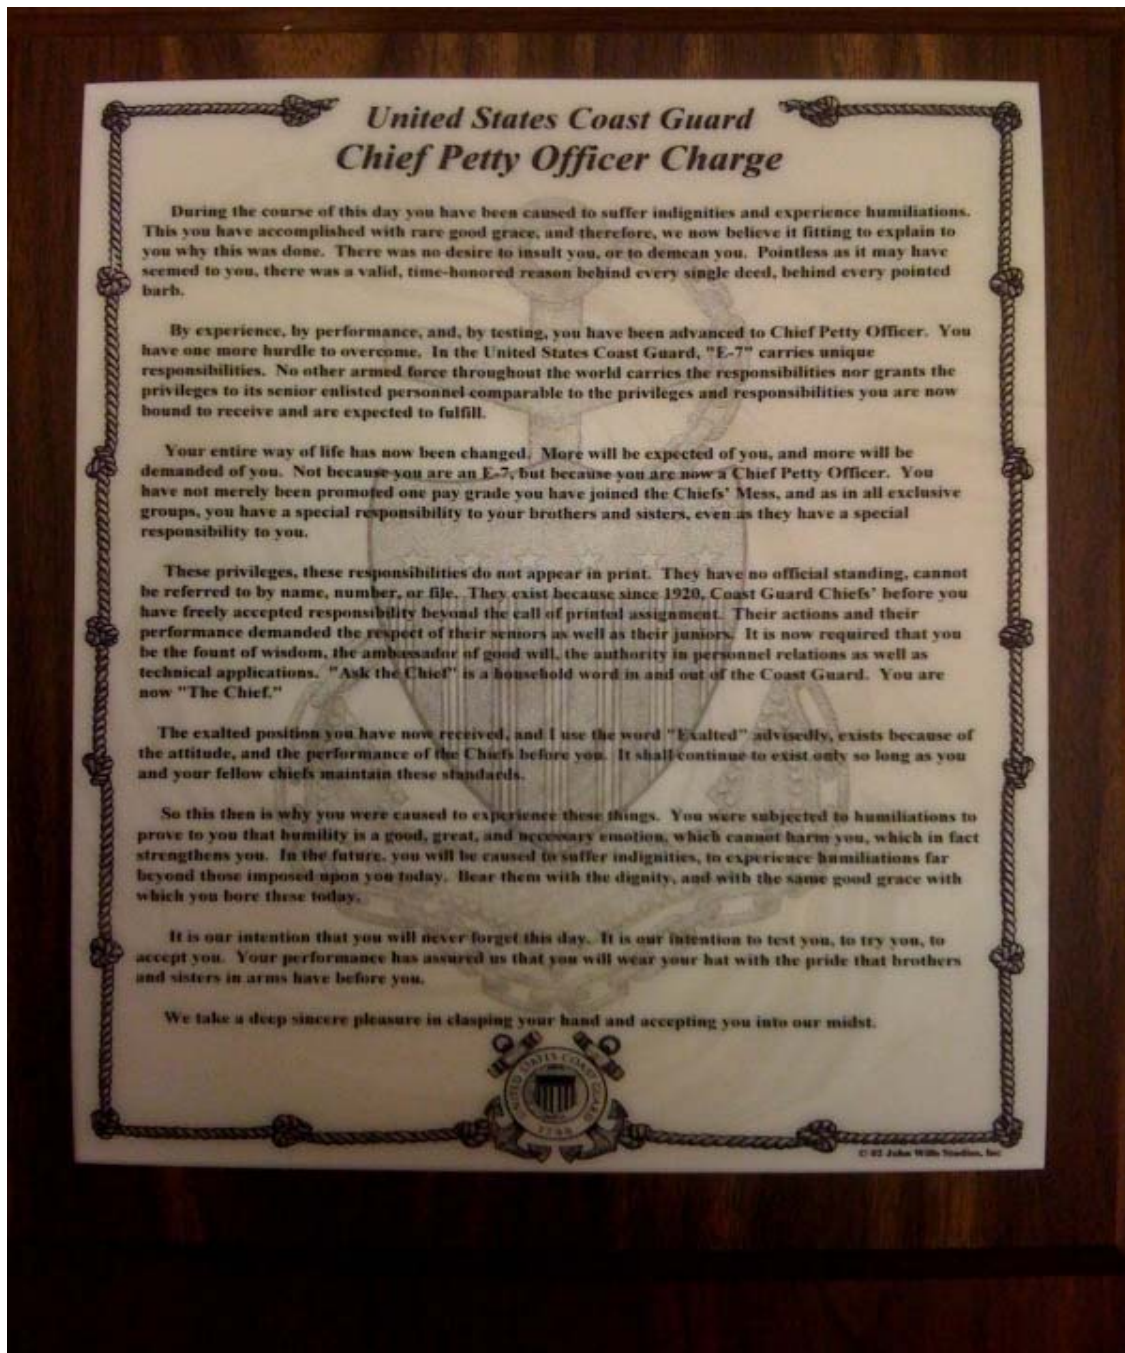 United States Coast Guard
Chief Petty Officer Charge
During the course of this day you have been caused to suffer indignities and experience humiliations.
This you have accomplished with rare good grace, and therefore, we now believe it fitting to explain to
you why this was done. There was no desire to insult you, or to demean you. Pointless as it may have
seemed to you, there was a valid, time-honored reason behind every single deed, behind every pointed
barb.
By experience, by performance, and, by testing, you have been advanced to Chief Petty Officer. You
have one more hurdle to overcome. In the United States Coast Guard, "E-7" carries unique
responsibilities. No other armed force throughout the world carries the responsibilities nor grants the
privileges to its senior enlisted personnel comparable to the privileges and responsibilities you are now
bound to receive and are expected to fulfill.
Your entire way of life has now been changed. More will be expected of you, and more will be
demanded of you. Not because you are an E-7, but because you are now a Chief Petty Officer. You
have not merely been promoted one pay grade you have joined the Chiefs' Mess, and as in all exclusive
groups, you have a special responsibility to your brothers and sisters, even as they have a special
responsibility to you.
These privileges, these responsibilities do not appear in print. They have no official standing, cannot
be referred to by name, number, or file. They exist because since 1920, Coast Guard Chiefs' before you
have freely accepted responsibility beyond the call of printed assignment. Their actions and their
performance demanded the respect of their seniors as well as their juniors. It is now required that you
be the fount of wisdom, the ambassador of good will, the authority in personnel relations as well as
technical applications. "Ask the Chief" is a household word in and out of the Coast Guard. You are
now "The Chief."
The exalted position you have now received, and I use the word "Exalted" advisedly, exists because of
the attitude, and the performance of the Chiefs before you. It shall continue to exist only so long as you
and your fellow chiefs maintain these standards.
So this then is why you were caused to experience these things. You were subjected to humiliations to
prove to you that humility is a good, great, and necessary emotion, which cannot harm you, which in fact
strengthens you. In the future, you will be caused to suffer indignities, to experience humiliations far
beyond those imposed upon you today. Bear them with the dignity, and with the same good grace with
which you bore these today.
It is our intention that you will never forget this day. It is our intention to test you, to try you, to
accept you. Your performance has assured us that you will wear your hat with the pride that brothers
and sisters in arms have before you.
We take a deep sincere pleasure in clasping your hand and accepting you into our midst.
UNITED STATES COAST GUARD
1790
© 02 John Wills Studios, Inc